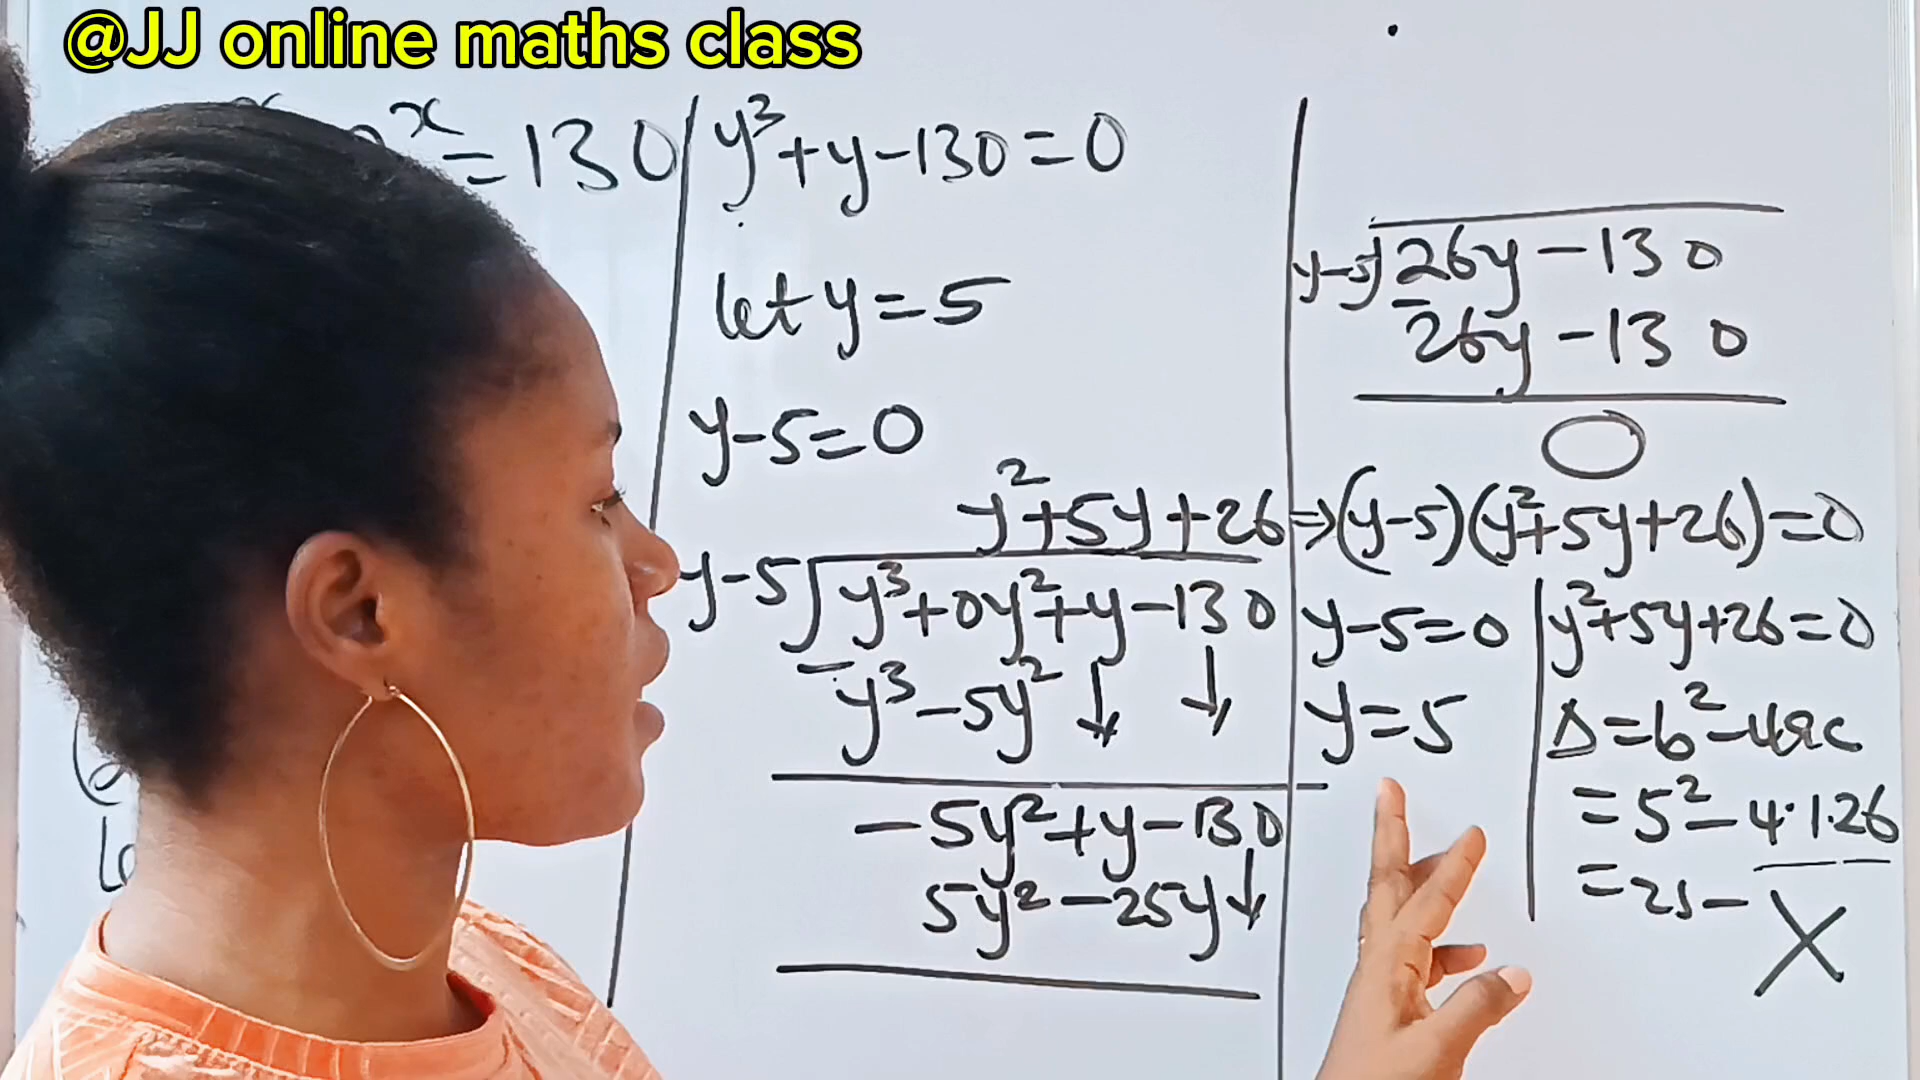 @JJ online maths class
x = 130
y³+y-130=0
let y=5
y-5=0
y²+5y+26
y-5)y³+0y²+y-130
-y³-5y² ↓ ↓
-5y²+y-130
5y²-25y↓
y-5)26y-130
-26y-130
0
⇒(y-5)(y²+5y+26)=0
y-5=0
y=5
y²+5y+26=0
Δ=b²-4ac
=5²-4·1·26
=25-
X